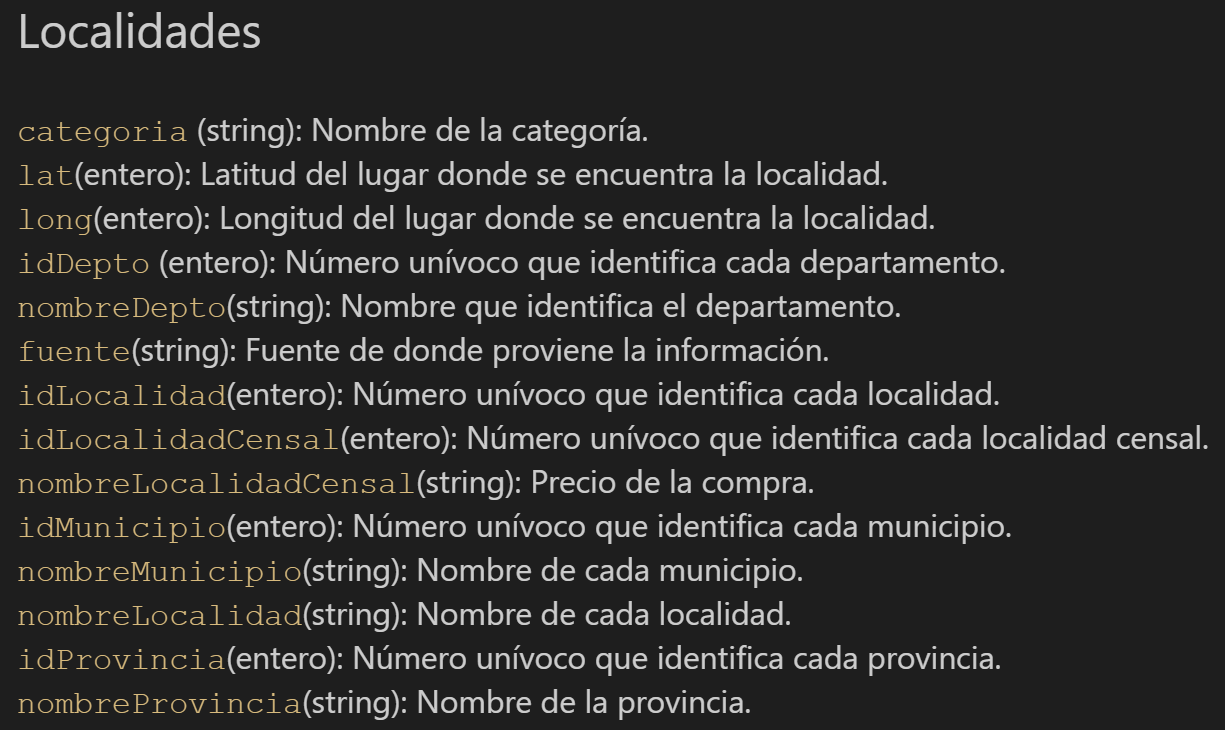 Localidades
categoria (string): Nombre de la categoría.
lat(entero): Latitud del lugar donde se encuentra la localidad.
long(entero): Longitud del lugar donde se encuentra la localidad.
idDepto (entero): Número unívoco que identifica cada departamento.
nombreDepto(string): Nombre que identifica el departamento.
fuente(string): Fuente de donde proviene la información.
idLocalidad(entero): Número unívoco que identifica cada localidad.
idLocalidadCensal(entero): Número unívoco que identifica cada localidad censal.
nombreLocalidadCensal(string): Precio de la compra.
idMunicipio(entero): Número unívoco que identifica cada municipio.
nombreMunicipio(string): Nombre de cada municipio.
nombreLocalidad(string): Nombre de cada localidad.
idProvincia(entero): Número unívoco que identifica cada provincia.
nombreProvincia(string): Nombre de la provincia.